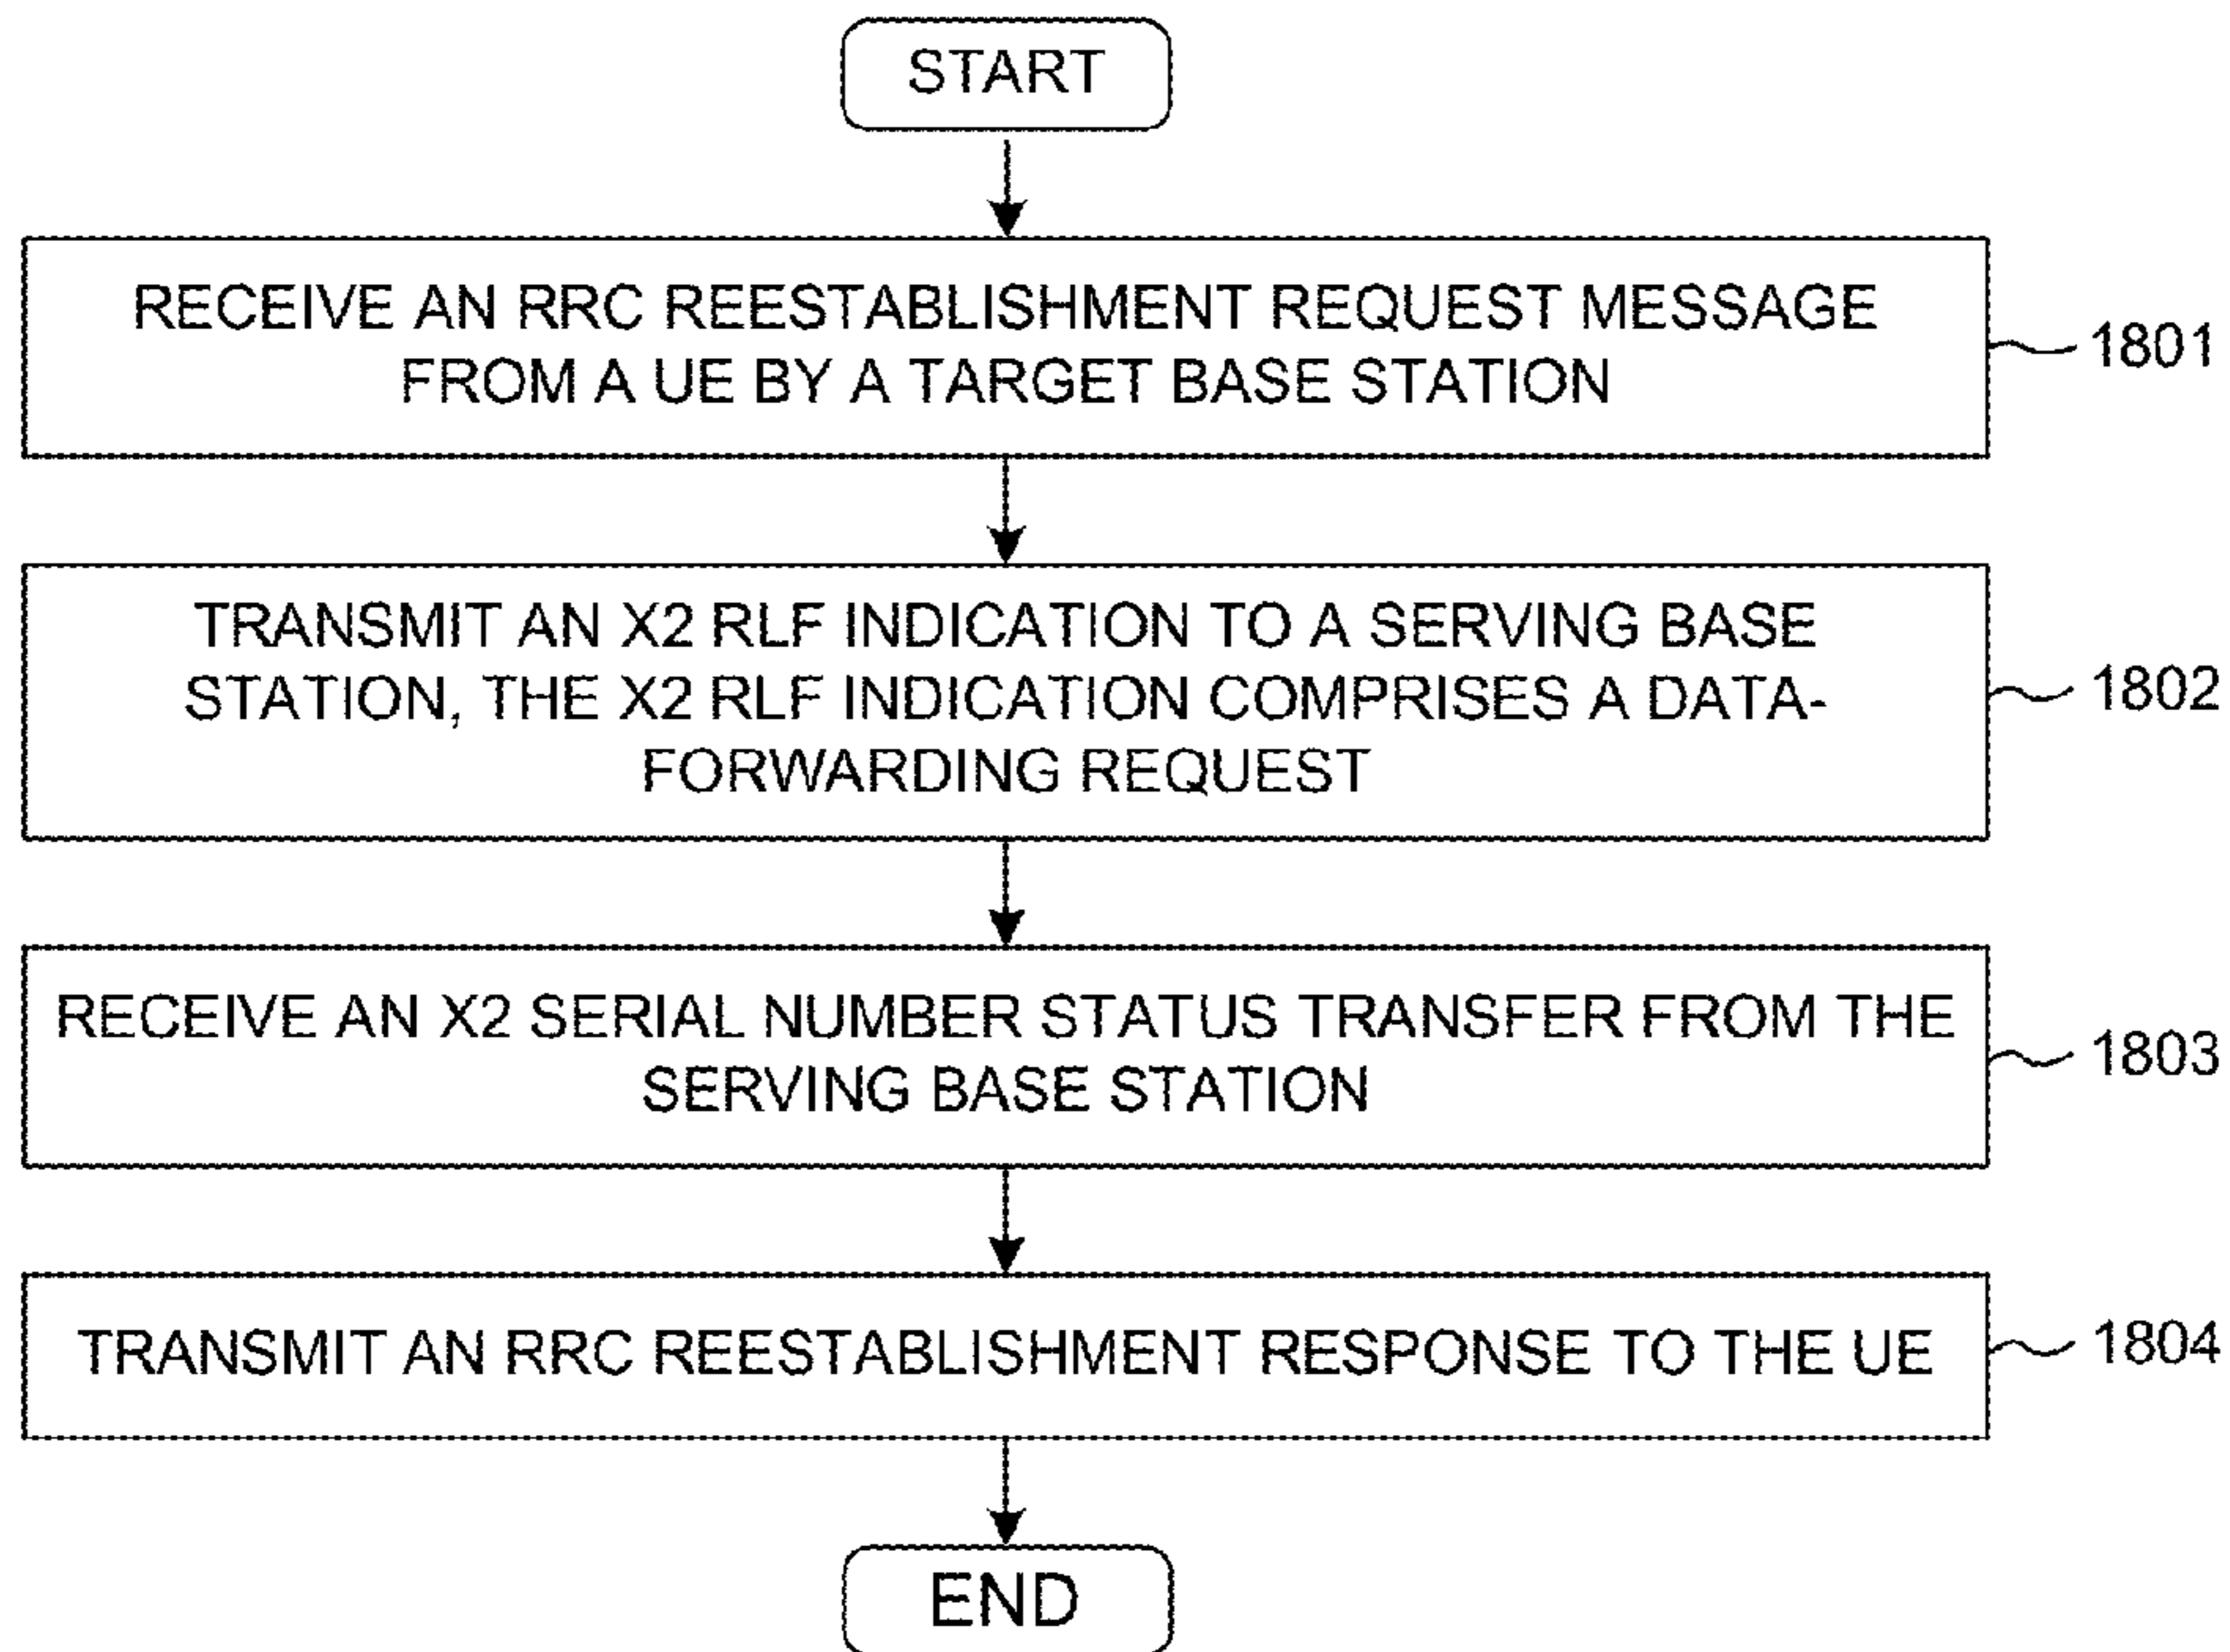 START
RECEIVE AN RRC REESTABLISHMENT REQUEST MESSAGE
FROM A UE BY A TARGET BASE STATION
1801
TRANSMIT AN X2 RLF INDICATION TO A SERVING BASE
STATION, THE X2 RLF INDICATION COMPRISES A DATA-
FORWARDING REQUEST
1802
RECEIVE AN X2 SERIAL NUMBER STATUS TRANSFER FROM THE
SERVING BASE STATION
1803
TRANSMIT AN RRC REESTABLISHMENT RESPONSE TO THE UE
1804
END